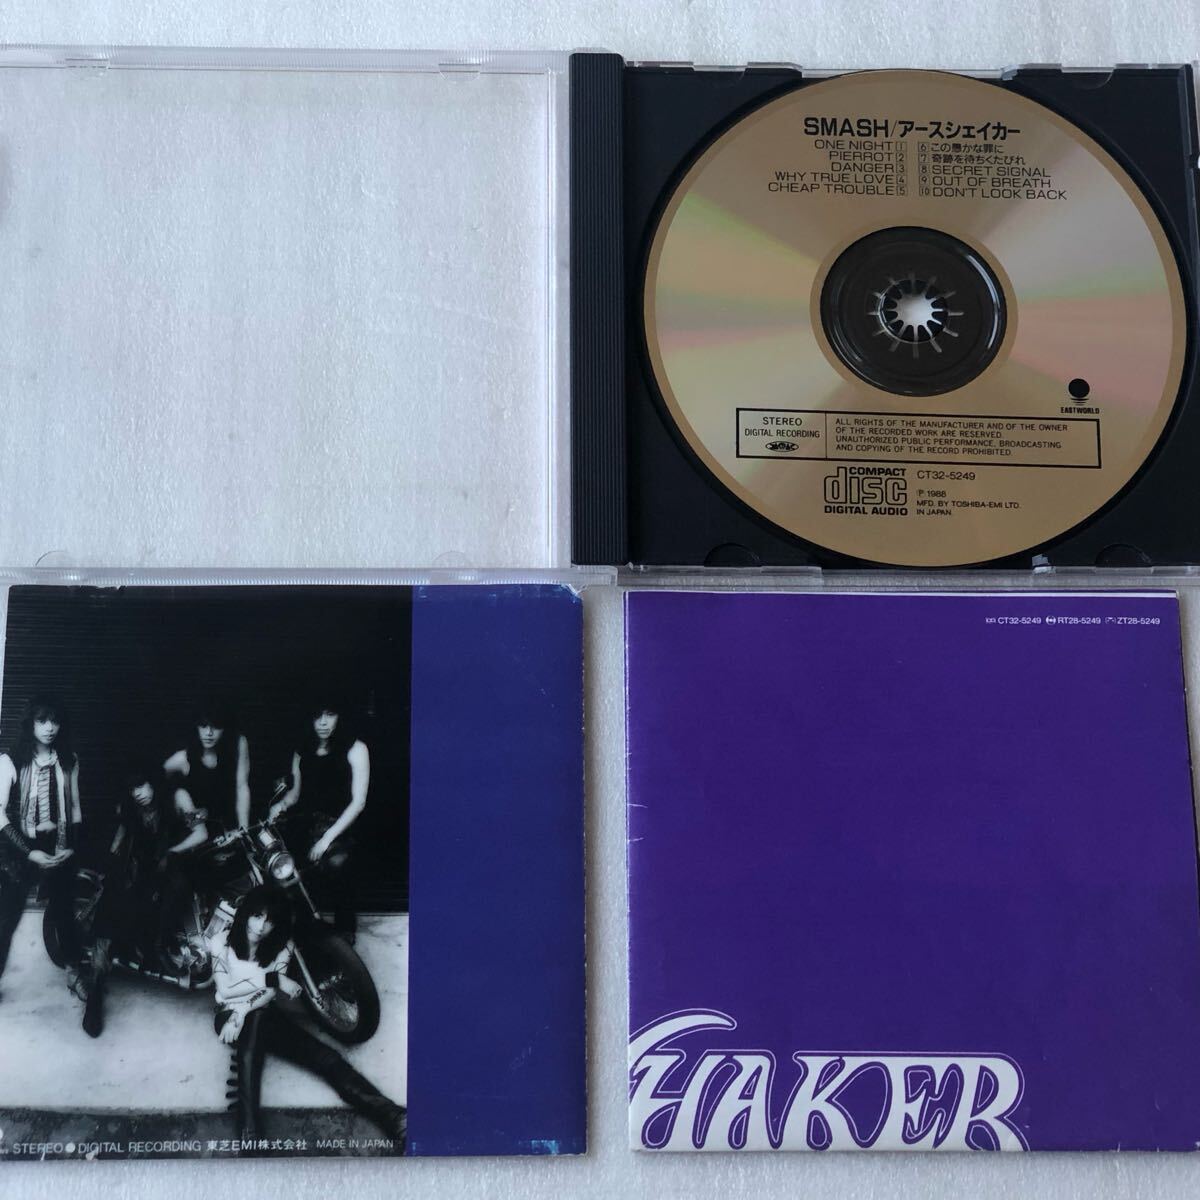 SMASH/アースシェイカー
ONE NIGHT 1
PIERROT 2
DANGER 3
WHY TRUE LOVE 4
CHEAP TROUBLE 5
6 この愚かな罪に
7 奇跡を待ちくたびれ
8 SECRET SIGNAL
9 OUT OF BREATH
10 DON'T LOOK BACK
EASTWORLD
STEREO
DIGITAL RECORDING
ALL RIGHTS OF THE MANUFACTURER AND OF THE OWNER
OF THE RECORDED WORK ARE RESERVED.
UNAUTHORIZED PUBLIC PERFORMANCE, BROADCASTING
AND COPYING OF THE RECORD PROHIBITED.
COMPACT
disc
DIGITAL AUDIO
CT32-5249
Ⓟ1988
MFD. BY TOSHIBA-EMI LTD.
IN JAPAN.
STEREO●DIGITAL RECORDING 東芝EMI株式会社 MADE IN JAPAN
CT32-5249 RT28-5249 ZT28-5249
SHAKER